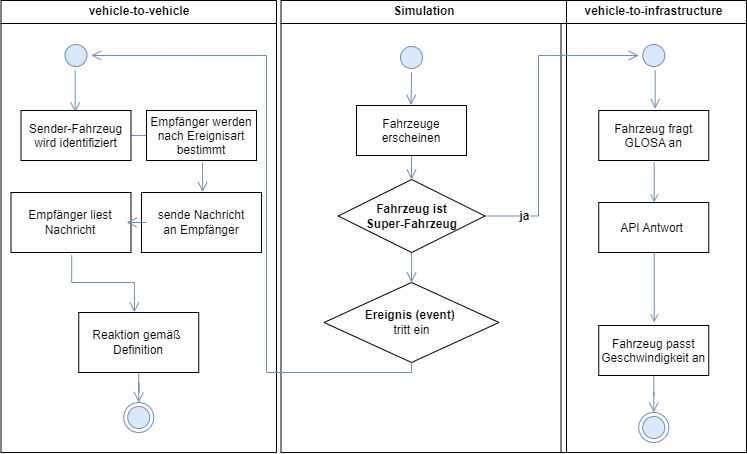 vehicle-to-vehicle
Sender-Fahrzeug
wird identifiziert
Empfänger werden
nach Ereignisart
bestimmt
sende Nachricht
an Empfänger
Empfänger liest
Nachricht
Reaktion gemäß
Definition
Simulation
Fahrzeuge
erscheinen
Fahrzeug ist
Super-Fahrzeug
ja
Ereignis (event)
tritt ein
vehicle-to-infrastructure
Fahrzeug fragt
GLOSA an
API Antwort
Fahrzeug passt
Geschwindigkeit an